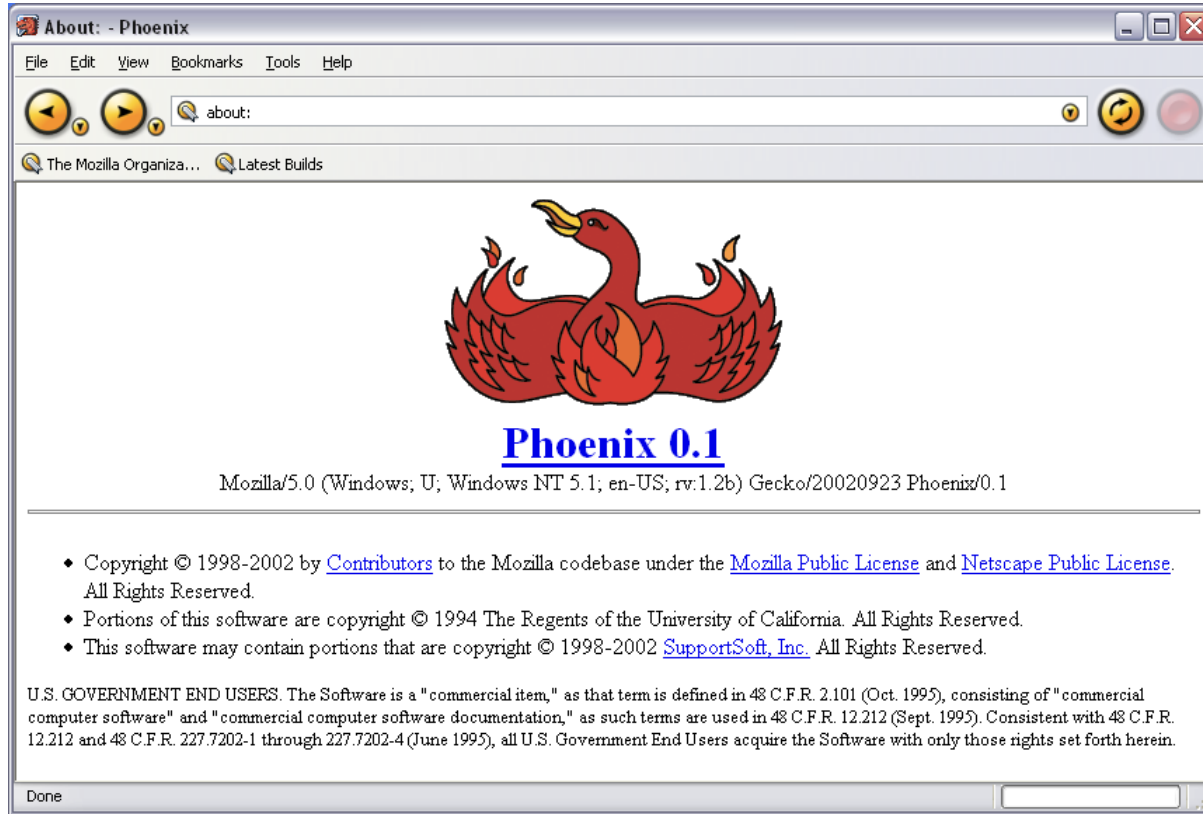 About: - Phoenix
File Edit View Bookmarks Tools Help
about:
The Mozilla Organiza... Latest Builds
Phoenix 0.1
Mozilla/5.0 (Windows; U; Windows NT 5.1; en-US; rv:1.2b) Gecko/20020923 Phoenix/0.1
• Copyright © 1998-2002 by Contributors to the Mozilla codebase under the Mozilla Public License and Netscape Public License.
All Rights Reserved.
• Portions of this software are copyright © 1994 The Regents of the University of California. All Rights Reserved.
• This software may contain portions that are copyright © 1998-2002 SupportSoft, Inc. All Rights Reserved.
U.S. GOVERNMENT END USERS. The Software is a "commercial item," as that term is defined in 48 C.F.R. 2.101 (Oct. 1995), consisting of "commercial
computer software" and "commercial computer software documentation," as such terms are used in 48 C.F.R. 12.212 (Sept. 1995). Consistent with 48 C.F.R.
12.212 and 48 C.F.R. 227.7202-1 through 227.7202-4 (June 1995), all U.S. Government End Users acquire the Software with only those rights set forth herein.
Done